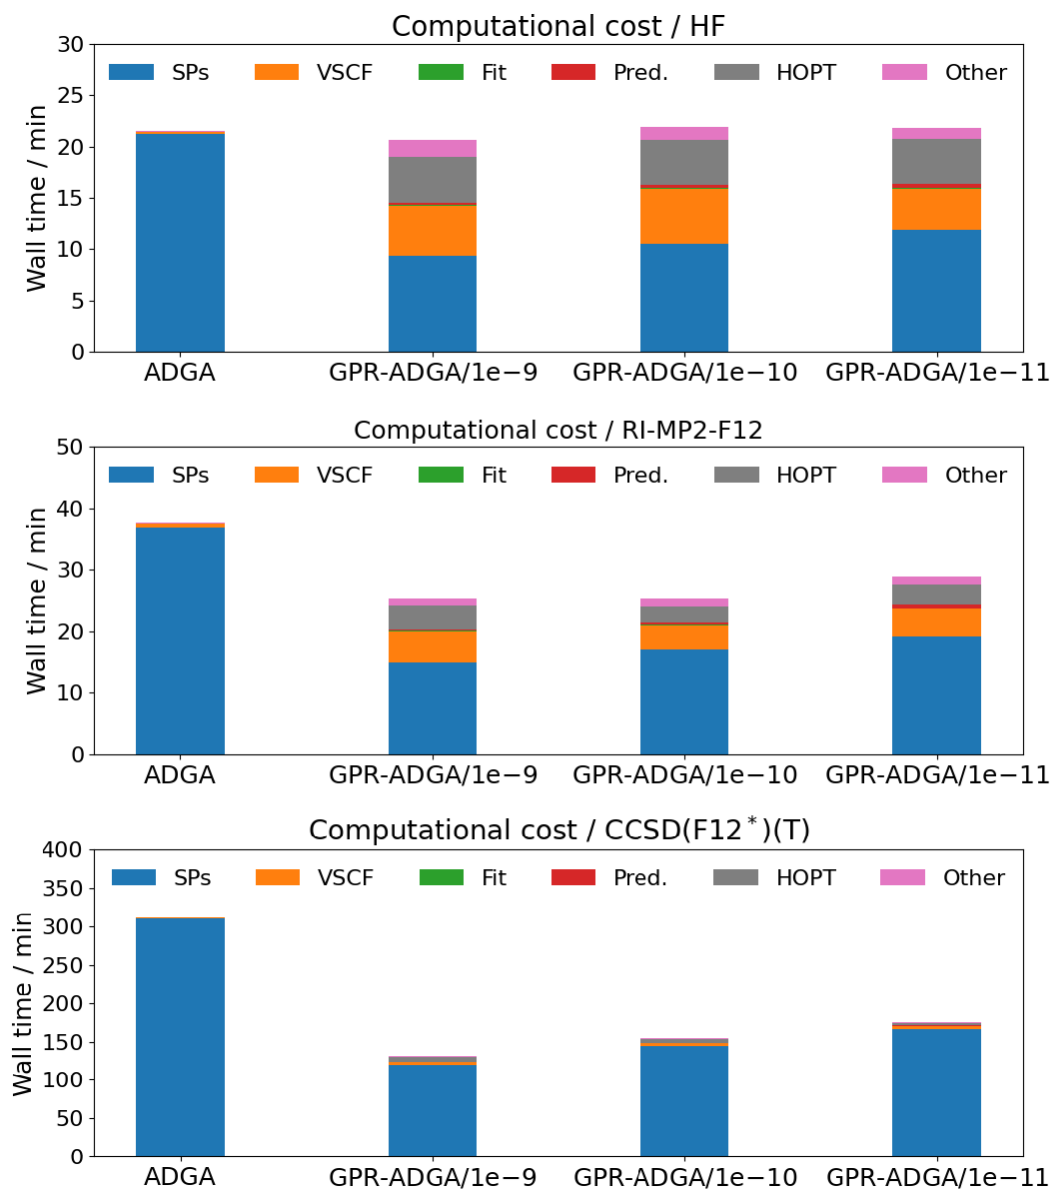 Computational cost / HF
Wall time / min
30
25
20
15
10
5
0
SPs VSCF Fit Pred. HOPT Other
ADGA GPR-ADGA/1e−9 GPR-ADGA/1e−10 GPR-ADGA/1e−11
Computational cost / RI-MP2-F12
Wall time / min
50
40
30
20
10
0
SPs VSCF Fit Pred. HOPT Other
ADGA GPR-ADGA/1e−9 GPR-ADGA/1e−10 GPR-ADGA/1e−11
Computational cost / CCSD(F12*)(T)
Wall time / min
400
350
300
250
200
150
100
50
0
SPs VSCF Fit Pred. HOPT Other
ADGA GPR-ADGA/1e−9 GPR-ADGA/1e−10 GPR-ADGA/1e−11